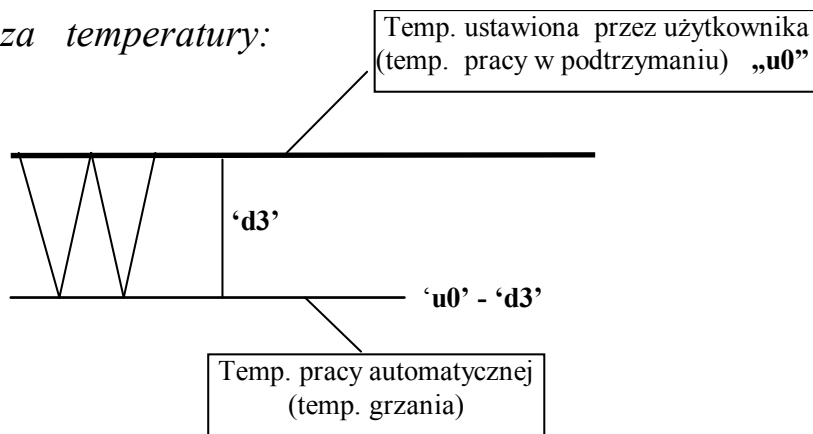 za temperatury:
Temp. ustawiona przez użytkownika
(temp. pracy w podtrzymaniu) „u0”
‘d3’
‘u0’ - ‘d3’
Temp. pracy automatycznej
(temp. grzania)